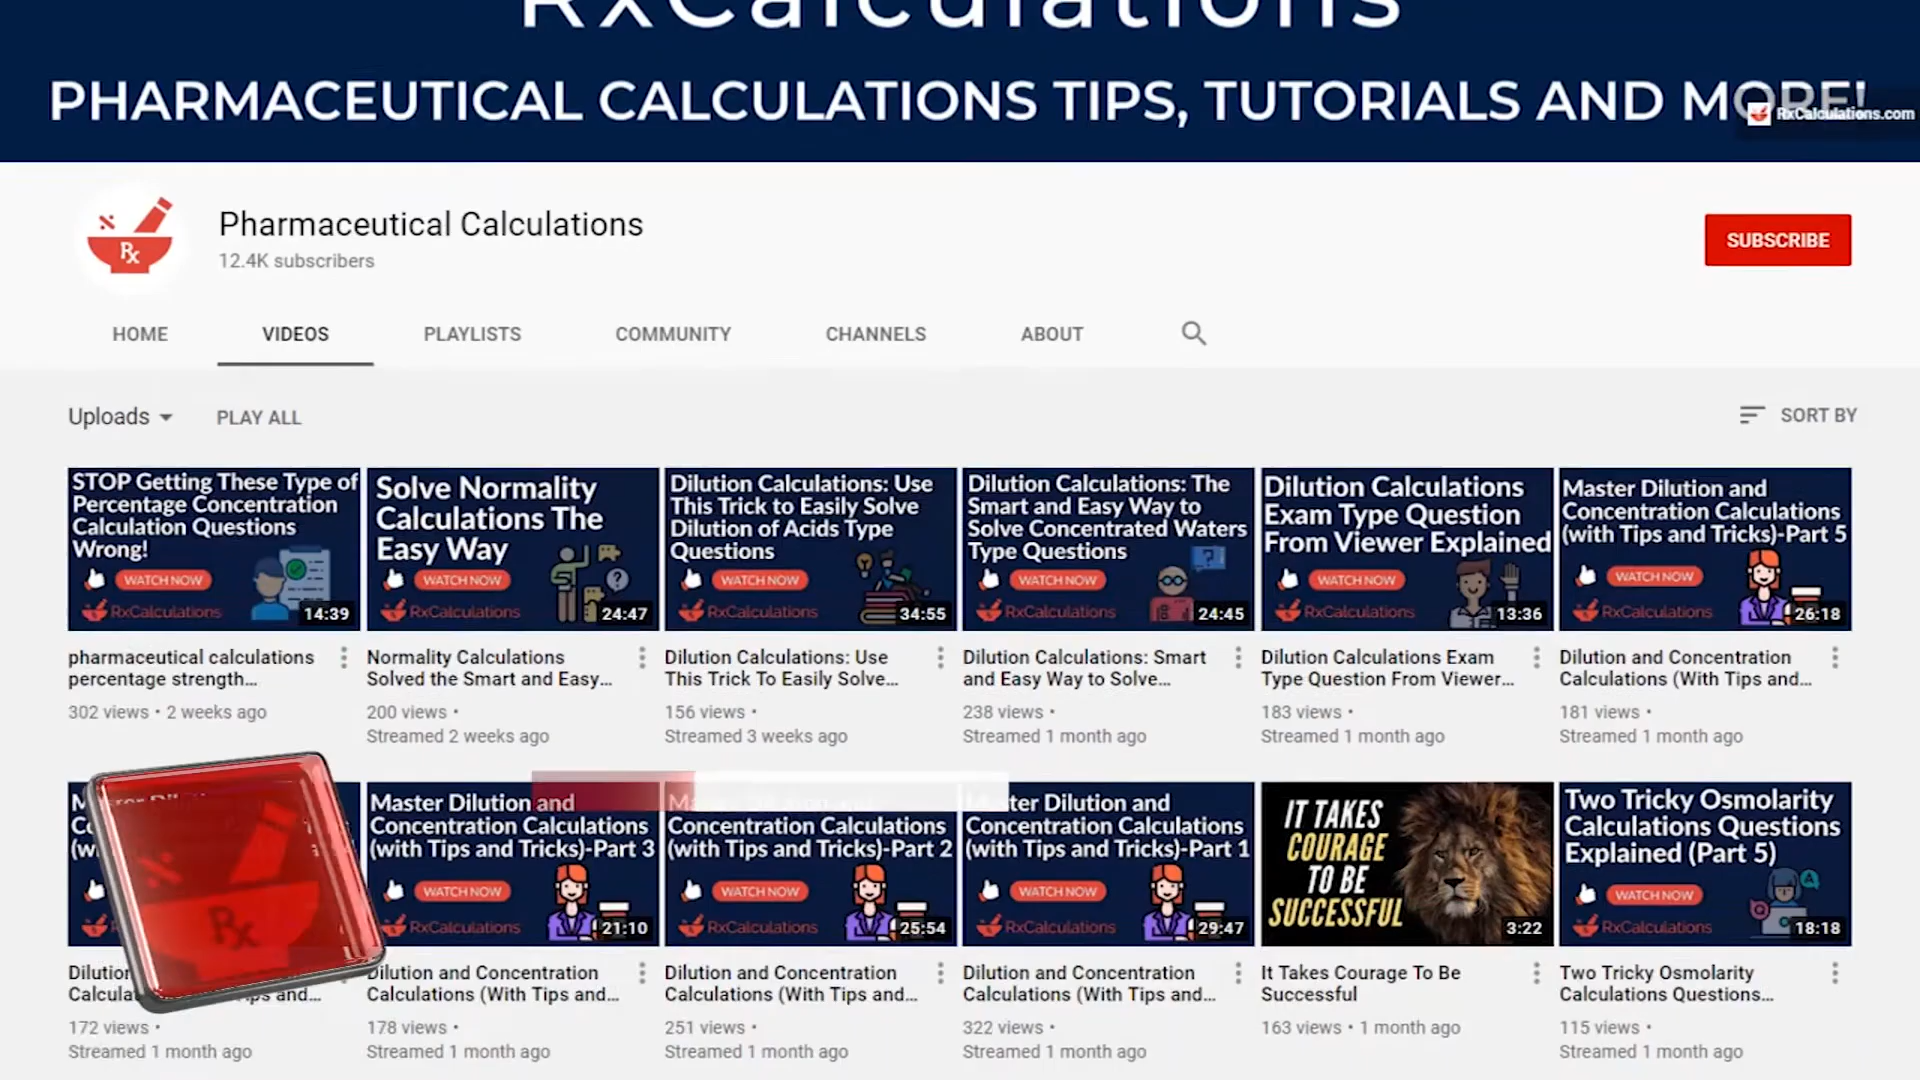 RxCalculations
PHARMACEUTICAL CALCULATIONS TIPS, TUTORIALS AND MORE!
RxCalculations.com
Pharmaceutical Calculations
12.4K subscribers
SUBSCRIBE
HOME
VIDEOS
PLAYLISTS
COMMUNITY
CHANNELS
ABOUT
Uploads
PLAY ALL
SORT BY
STOP Getting These Type of
Percentage Concentration
Calculation Questions
Wrong!
WATCH NOW
RxCalculations
14:39
pharmaceutical calculations
percentage strength...
302 views • 2 weeks ago
Solve Normality
Calculations The
Easy Way
WATCH NOW
RxCalculations
24:47
Normality Calculations
Solved the Smart and Easy...
200 views •
Streamed 2 weeks ago
Dilution Calculations: Use
This Trick to Easily Solve
Dilution of Acids Type
Questions
WATCH NOW
RxCalculations
34:55
Dilution Calculations: Use
This Trick To Easily Solve...
156 views •
Streamed 3 weeks ago
Dilution Calculations: The
Smart and Easy Way to
Solve Concentrated Waters
Type Questions
WATCH NOW
RxCalculations
24:45
Dilution Calculations: Smart
and Easy Way to Solve...
238 views •
Streamed 1 month ago
Dilution Calculations
Exam Type Question
From Viewer Explained
WATCH NOW
RxCalculations
13:36
Dilution Calculations Exam
Type Question From Viewer...
183 views •
Streamed 1 month ago
Master Dilution and
Concentration Calculations
(with Tips and Tricks)-Part 5
WATCH NOW
RxCalculations
26:18
Dilution and Concentration
Calculations (With Tips and...
181 views •
Streamed 1 month ago
Rx
172 views •
Streamed 1 month ago
Master Dilution and
Concentration Calculations
(with Tips and Tricks)-Part 3
WATCH NOW
RxCalculations
21:10
Dilution and Concentration
Calculations (With Tips and...
178 views •
Streamed 1 month ago
Concentration Calculations
(with Tips and Tricks)-Part 2
WATCH NOW
RxCalculations
25:54
Dilution and Concentration
Calculations (With Tips and...
251 views •
Streamed 1 month ago
Master Dilution and
Concentration Calculations
(with Tips and Tricks)-Part 1
WATCH NOW
RxCalculations
29:47
Dilution and Concentration
Calculations (With Tips and...
322 views •
Streamed 1 month ago
IT TAKES
COURAGE
TO BE
SUCCESSFUL
3:22
It Takes Courage To Be
Successful
163 views • 1 month ago
Two Tricky Osmolarity
Calculations Questions
Explained (Part 5)
WATCH NOW
RxCalculations
18:18
Two Tricky Osmolarity
Calculations Questions...
115 views •
Streamed 1 month ago